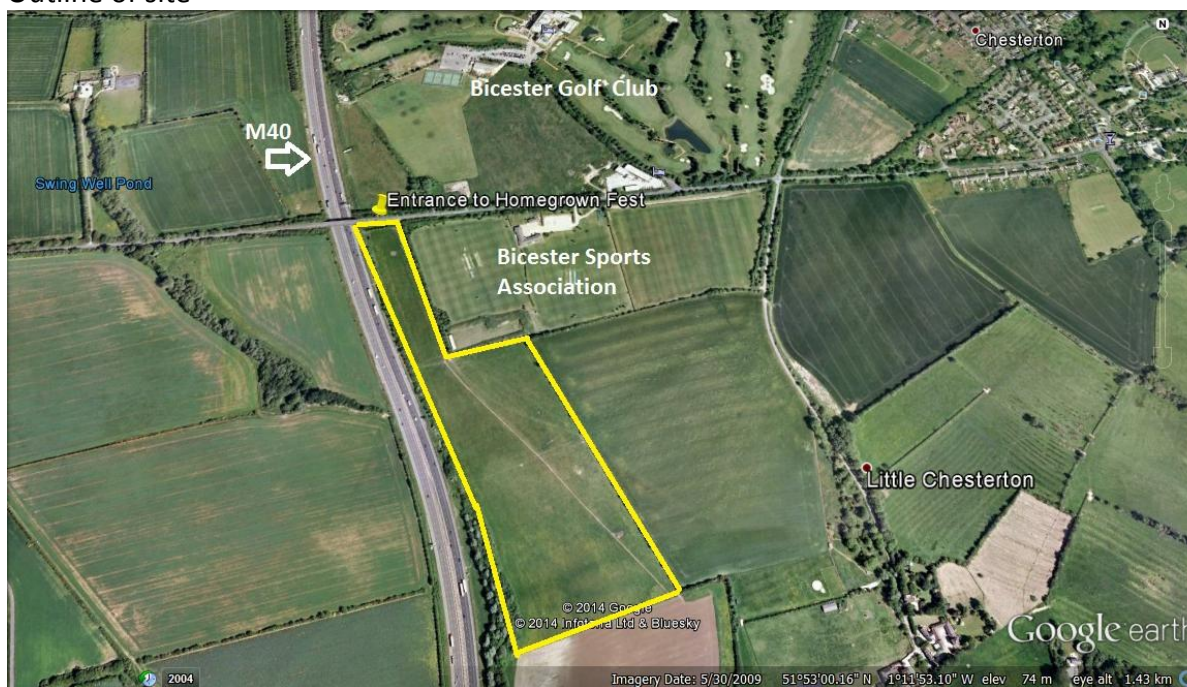 Outline of site
N
Chesterton
Bicester Golf Club
M40
Swing Well Pond
Entrance to Homegrown Fest
Bicester Sports
Association
Little Chesterton
© 2014 Google
© 2014 Infoterra Ltd & Bluesky
Google earth
2004
Imagery Date: 5/30/2009 51°53'00.16" N 1°11'53.10" W elev 74 m eye alt 1.43 km